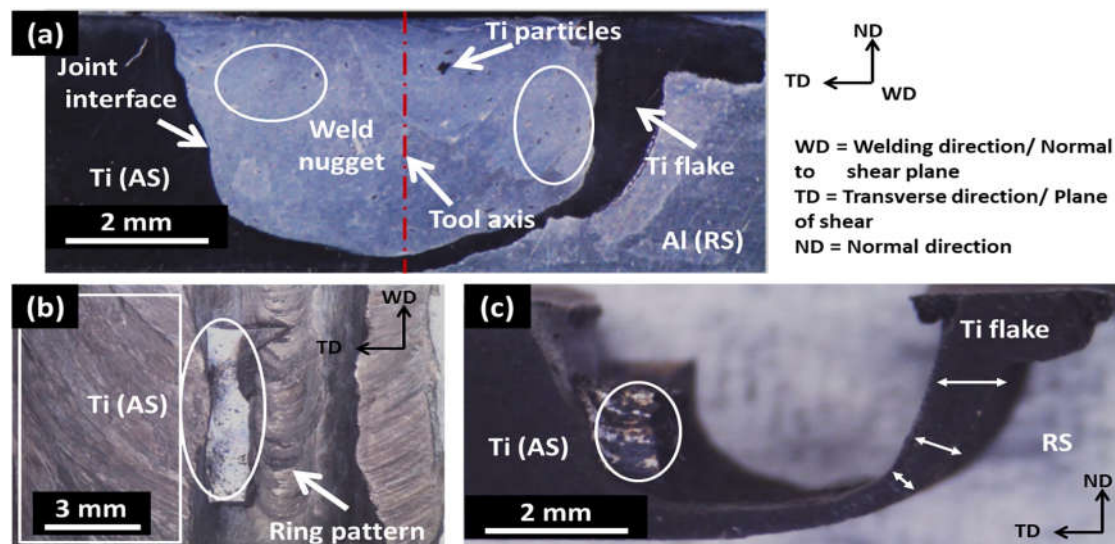 (a)
Ti particles
Joint
interface
Weld
nugget
Ti flake
Ti (AS)
Tool axis
2 mm
Al (RS)
ND
TD
WD
WD = Welding direction/ Normal
to shear plane
TD = Transverse direction/ Plane
of shear
ND = Normal direction
(b)
WD
TD
Ti (AS)
3 mm
Ring pattern
(c)
Ti flake
Ti (AS)
RS
2 mm
ND
TD